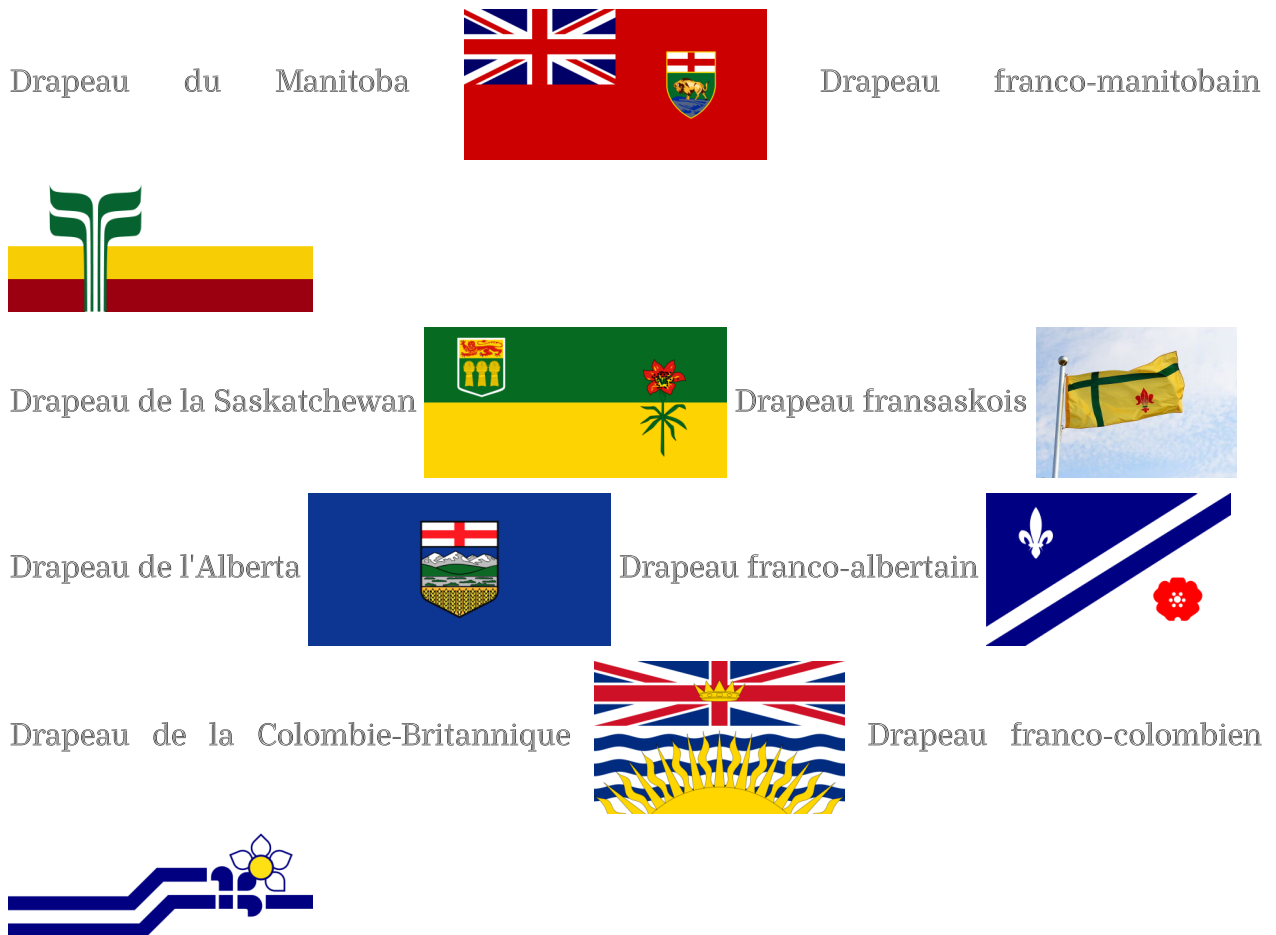 Drapeau du Manitoba Drapeau franco-manitobain
Drapeau de la Saskatchewan Drapeau fransaskois
Drapeau de l'Alberta Drapeau franco-albertain
Drapeau de la Colombie-Britannique Drapeau franco-colombien